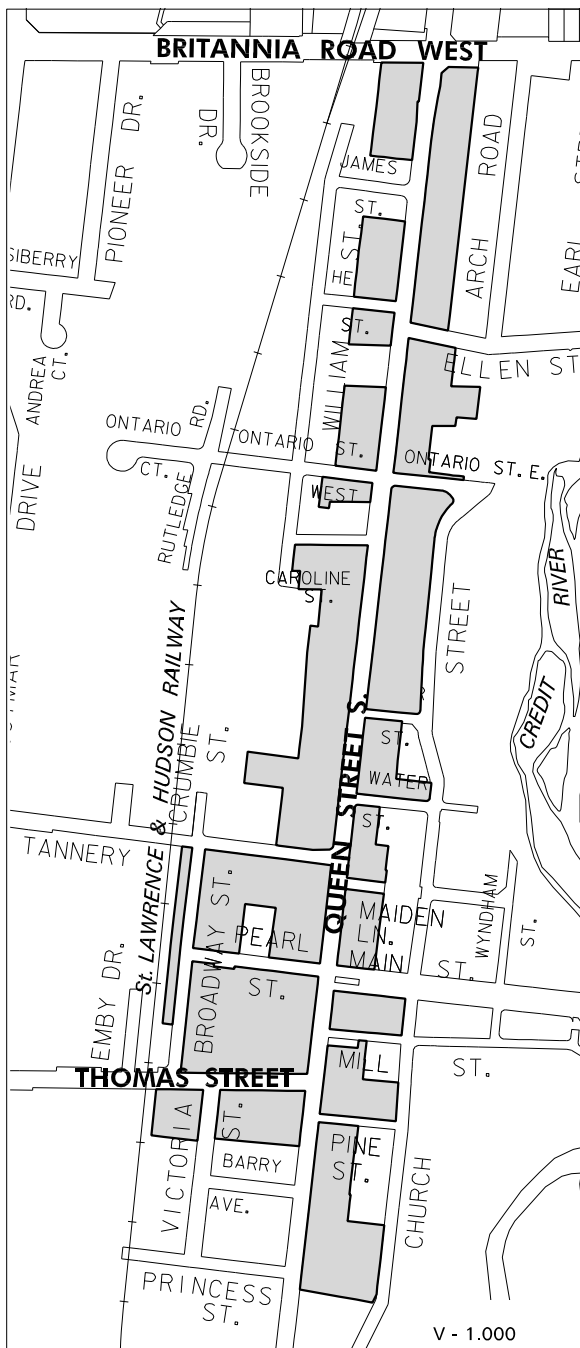 BRITANNIA ROAD WEST
PIONEER DR.
BROOKSIDE
DR.
ARCH ROAD
EARL
JAMES
ST.
ST.
HE
SIBERRY
RD.
ANDREA
CT.
WILLIAM
ST.
ELLEN ST
ONTARIO
RD.
ONTARIO
ST.
ONTARIO ST. E.
CT.
RUTLEDGE
WEST
DRIVE
CAROLINE
ST.
STREET
CREDIT RIVER
St. LAWRENCE & HUDSON RAILWAY
CRUMBIE
ST.
QUEEN STREET S.
ST.
WATER
ST.
TANNERY
BROADWAY ST.
PEARL
ST.
MAIDEN
LN.
MAIN
ST.
WYNDHAM
ST.
EMBY DR.
THOMAS STREET
MILL
ST.
VICTORIA
ST.
BARRY
AVE.
PINE
ST.
CHURCH
PRINCESS
ST.
V - 1.000